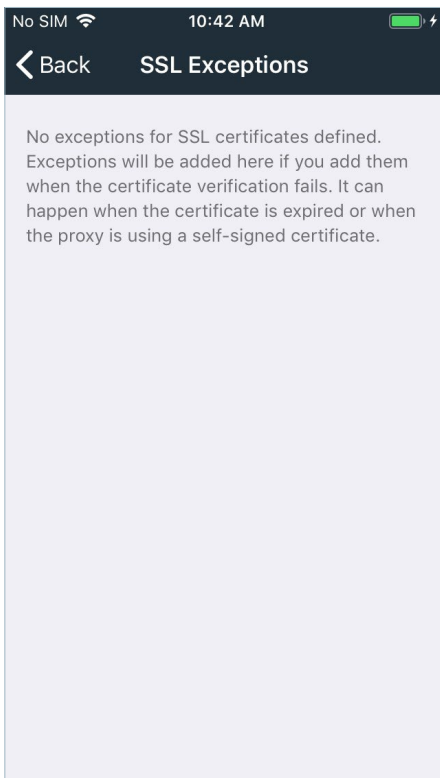 No SIM 10:42 AM
Back SSL Exceptions
No exceptions for SSL certificates defined.
Exceptions will be added here if you add them
when the certificate verification fails. It can
happen when the certificate is expired or when
the proxy is using a self-signed certificate.